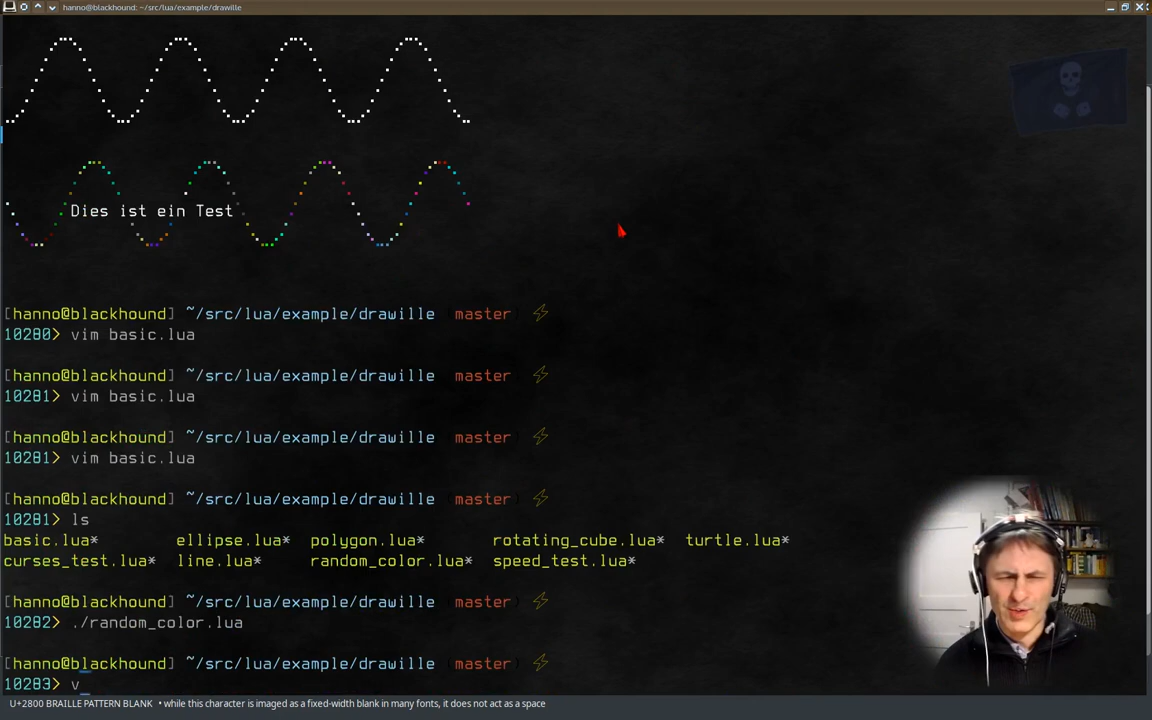 hanno@blackhound: ~/src/lua/example/drawille
Dies ist ein Test
[hanno@blackhound] ~/src/lua/example/drawille master ⚡
10280> vim basic.lua
[hanno@blackhound] ~/src/lua/example/drawille master ⚡
10281> vim basic.lua
[hanno@blackhound] ~/src/lua/example/drawille master ⚡
10281> vim basic.lua
[hanno@blackhound] ~/src/lua/example/drawille master ⚡
10281> ls
basic.lua* ellipse.lua* polygon.lua* rotating_cube.lua* turtle.lua*
curses_test.lua* line.lua* random_color.lua* speed_test.lua*
[hanno@blackhound] ~/src/lua/example/drawille master ⚡
10282> ./random_color.lua
[hanno@blackhound] ~/src/lua/example/drawille master ⚡
10283> v
U+2800 BRAILLE PATTERN BLANK • while this character is imaged as a fixed-width blank in many fonts, it does not act as a space